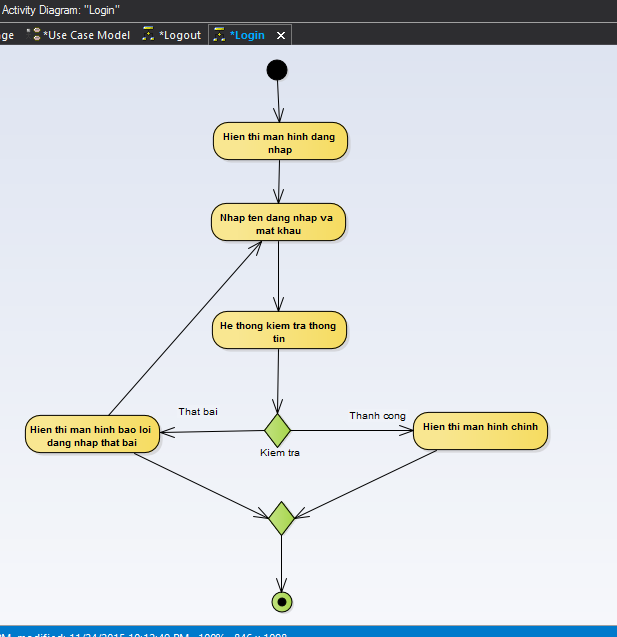 Activity Diagram: "Login"
ge *Use Case Model *Logout *Login
Hien thi man hinh dang
nhap
Nhap ten dang nhap va
mat khau
He thong kiem tra thong
tin
That bai
Thanh cong
Hien thi man hinh bao loi
dang nhap that bai
Kiem tra
Hien thi man hinh chinh